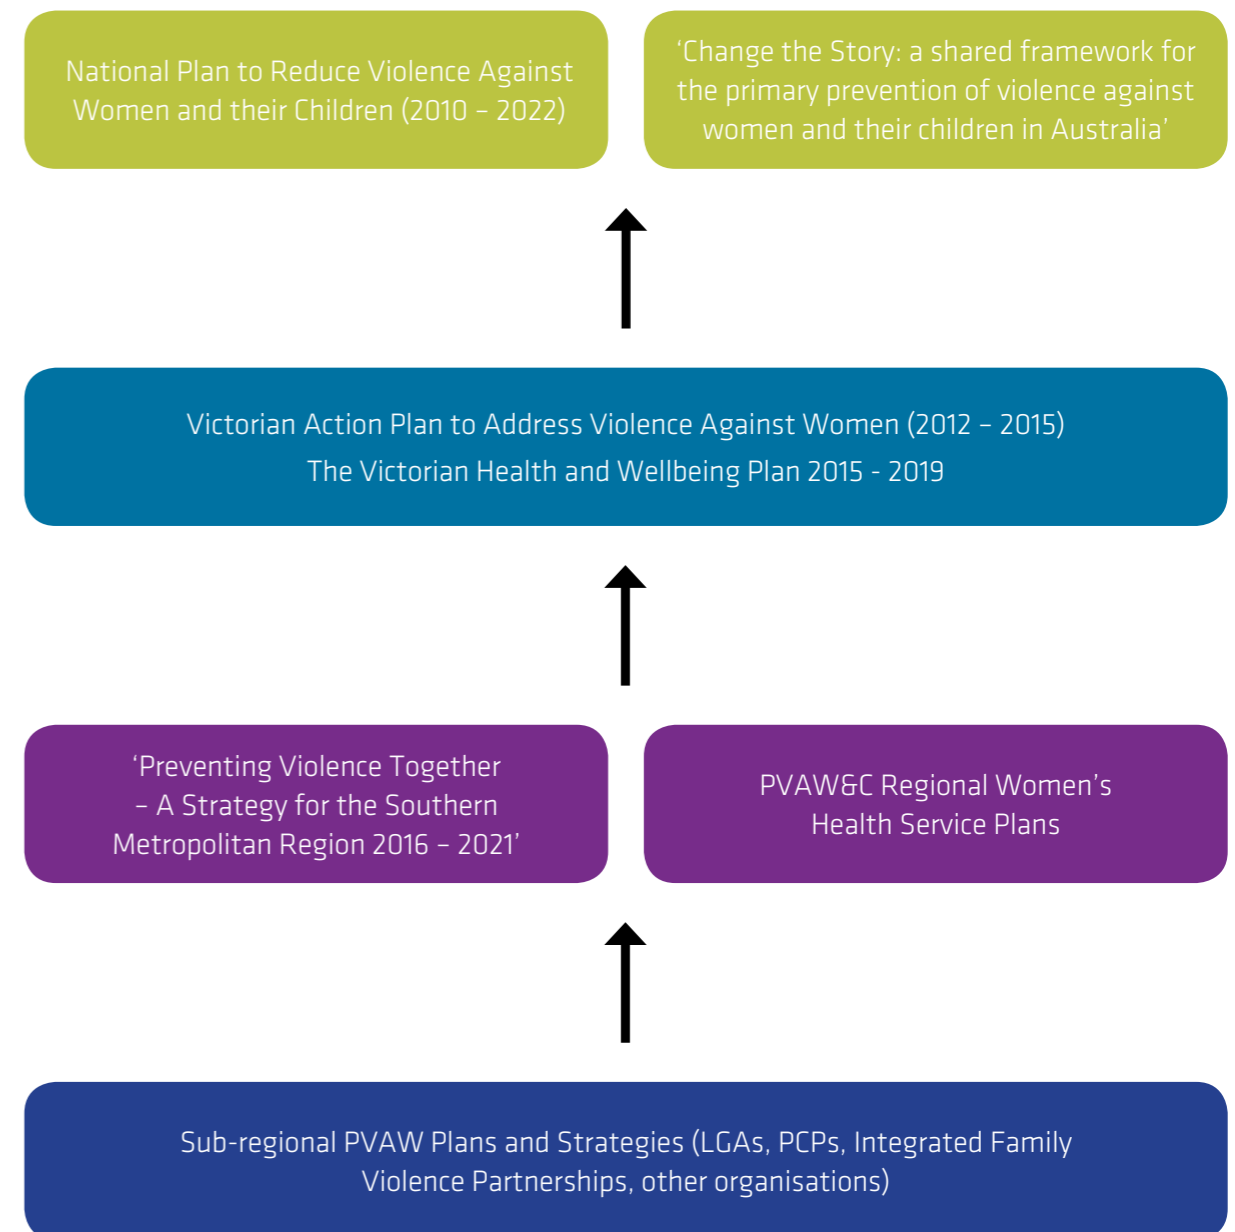 National Plan to Reduce Violence Against
Women and their Children (2010 – 2022)
‘Change the Story: a shared framework for
the primary prevention of violence against
women and their children in Australia’
Victorian Action Plan to Address Violence Against Women (2012 – 2015)
The Victorian Health and Wellbeing Plan 2015 - 2019
‘Preventing Violence Together
– A Strategy for the Southern
Metropolitan Region 2016 – 2021’
PVAW&C Regional Women’s
Health Service Plans
Sub-regional PVAW Plans and Strategies (LGAs, PCPs, Integrated Family
Violence Partnerships, other organisations)